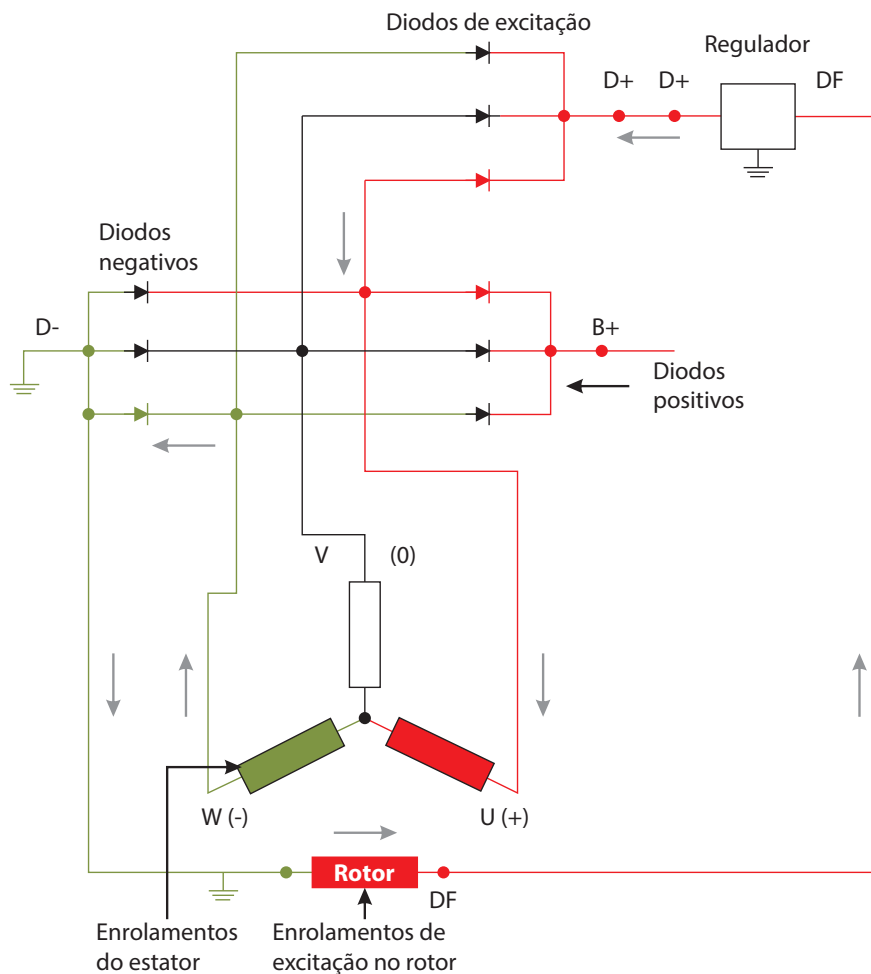 Diodos de excitação
Regulador
D+
D+
DF
Diodos
negativos
D-
B+
Diodos
positivos
V
(0)
W (-)
U (+)
Rotor
DF
Enrolamentos
do estator
Enrolamentos de
excitação no rotor